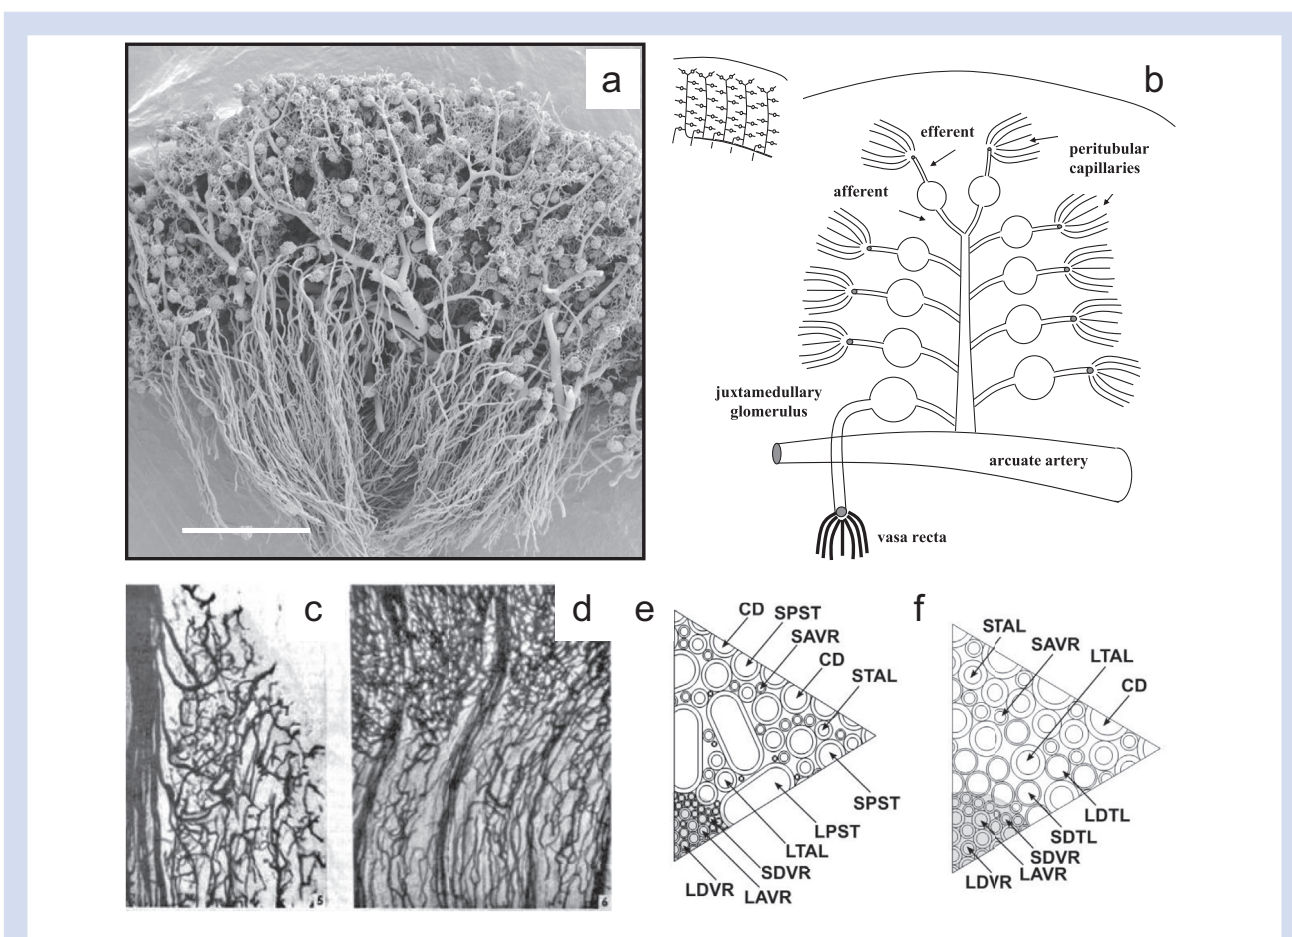 a
b
efferent
peritubular
capillaries
afferent
juxtamedullary
glomerulus
arcuate artery
vasa recta
c
5
d
6
e
CD
SPST
SAVR
CD
STAL
SPST
LPST
LTAL
SDVR
LAVR
LDVR
f
STAL
SAVR
LTAL
CD
LDTL
SDTL
SDVR
LAVR
LDVR